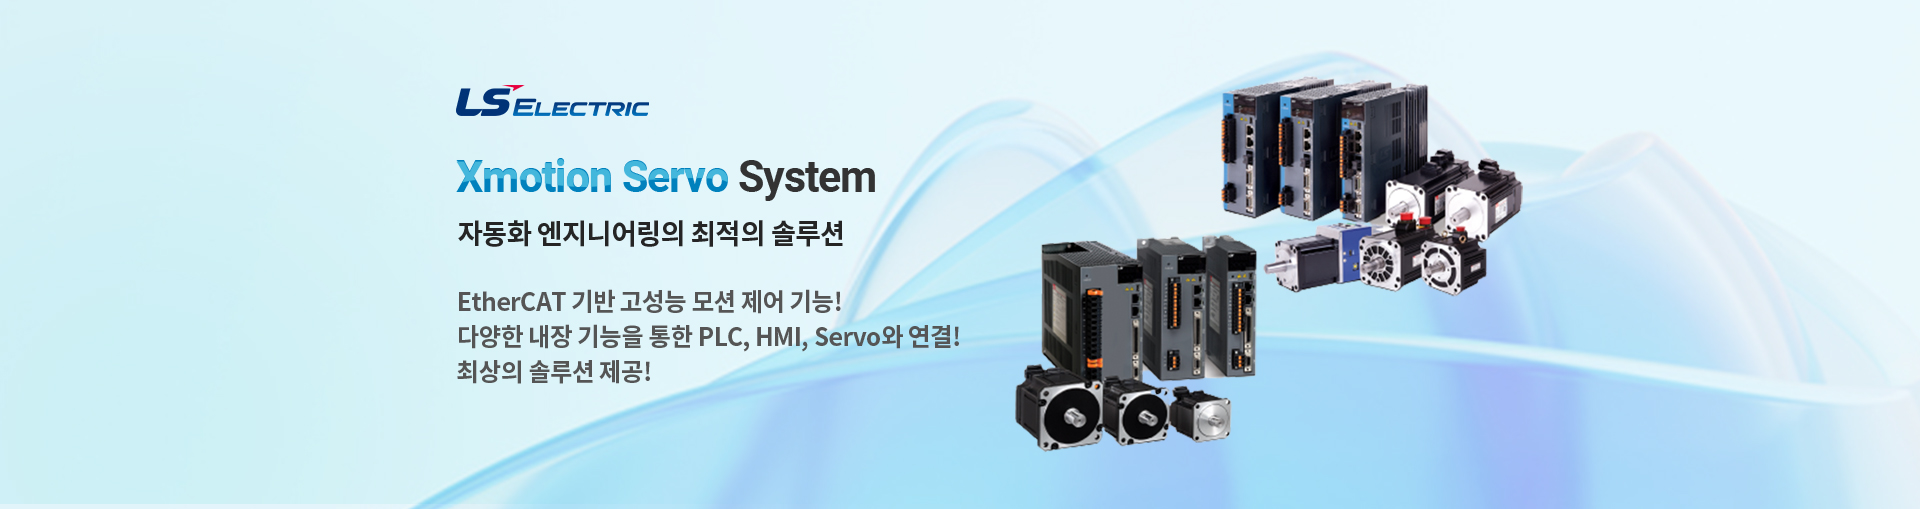 LS ELECTRIC
Xmotion Servo System
자동화 엔지니어링의 최적의 솔루션
EtherCAT 기반 고성능 모션 제어 기능!
다양한 내장 기능을 통한 PLC, HMI, Servo와 연결!
최상의 솔루션 제공!